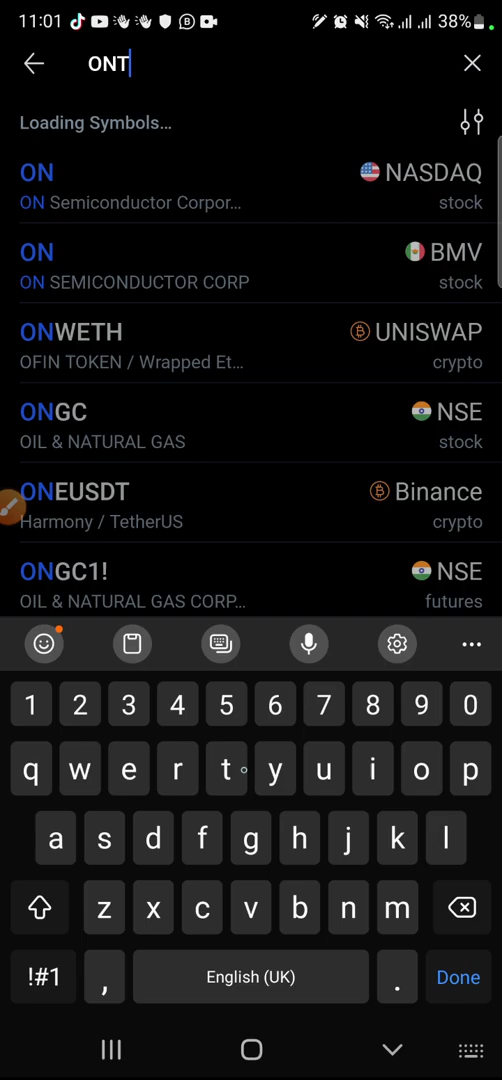 11:01 38%
ONT
Loading Symbols...
ON NASDAQ
ON Semiconductor Corpor... stock
ON BMV
ON SEMICONDUCTOR CORP stock
ONWETH UNISWAP
OFIN TOKEN / Wrapped Et... crypto
ONGC NSE
OIL & NATURAL GAS stock
ONEUSDT Binance
Harmony / TetherUS crypto
ONGC1! NSE
OIL & NATURAL GAS CORP... futures
1 2 3 4 5 6 7 8 9 0
q w e r t y u i o p
a s d f g h j k l
z x c v b n m
!#1 , English (UK) . Done